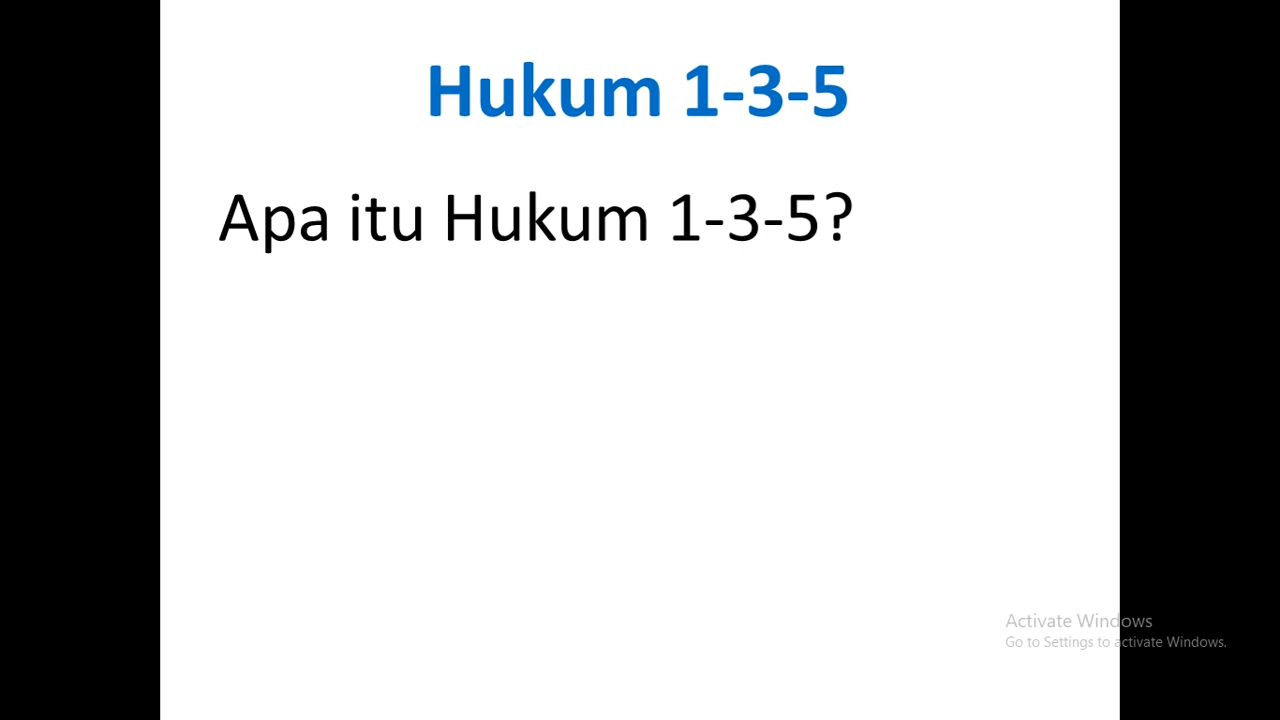 Hukum 1-3-5
Apa itu Hukum 1-3-5?
Activate Windows
Go to Settings to activate Windows.